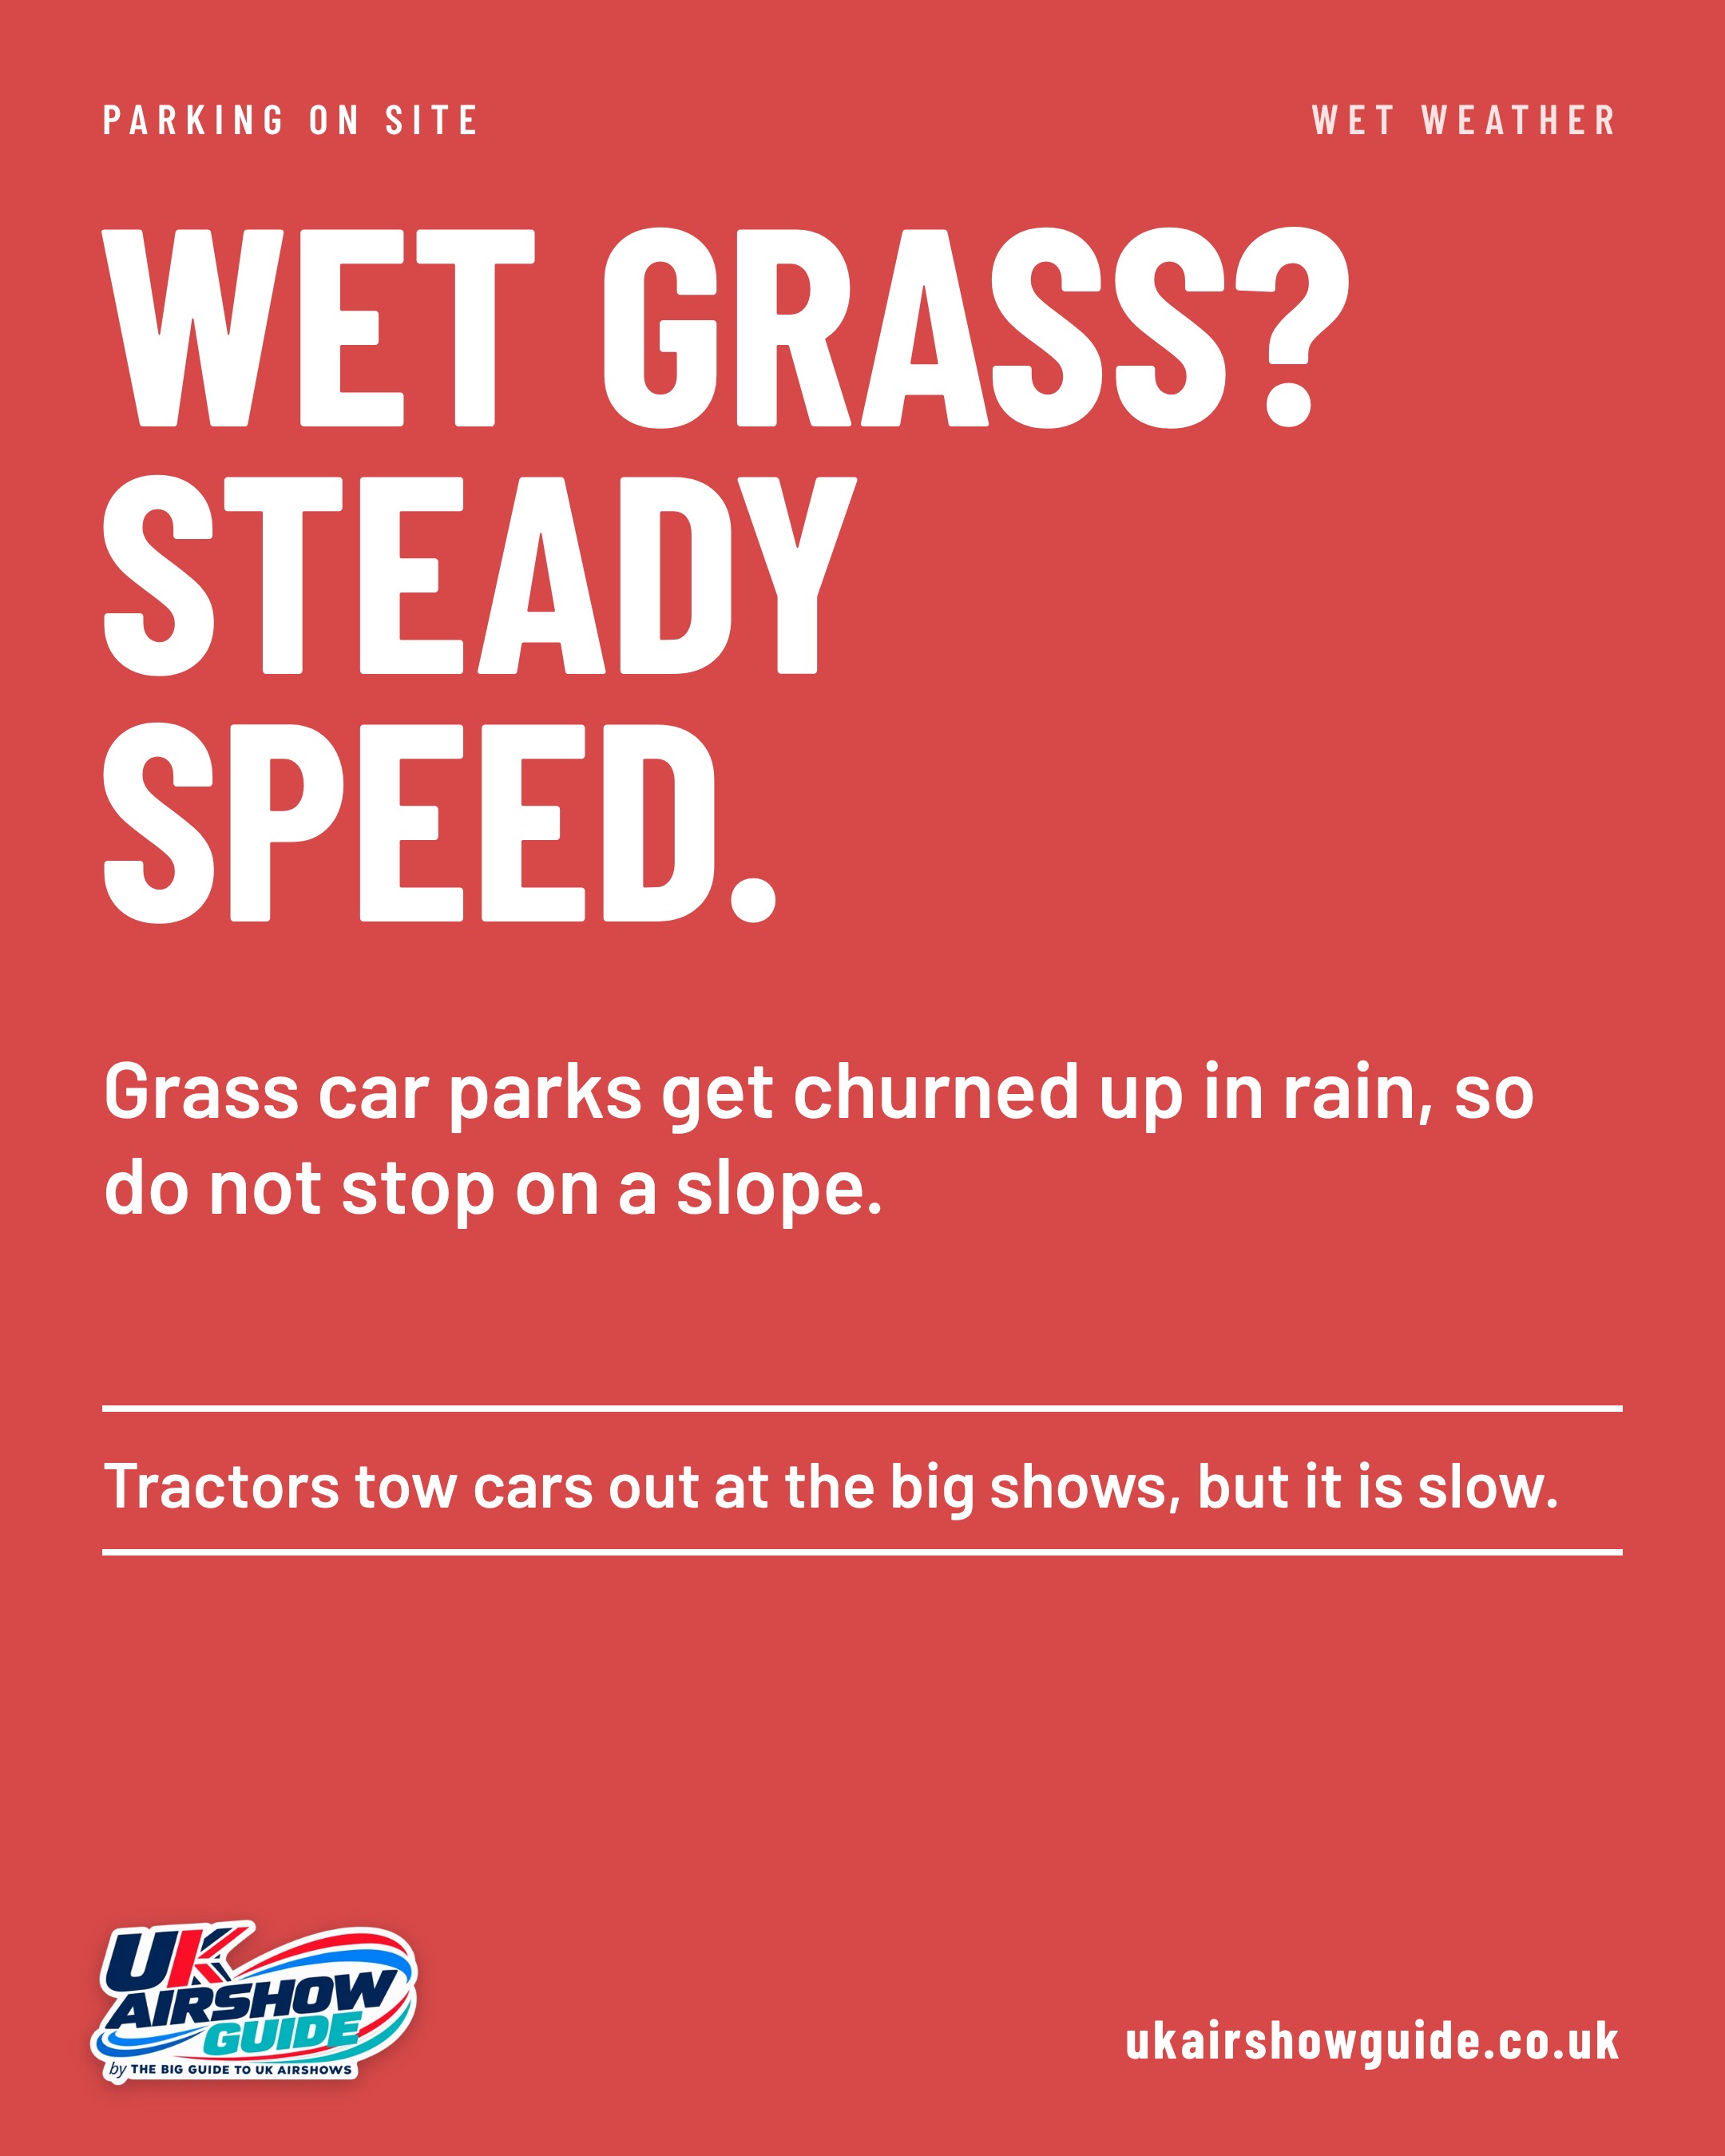 PARKING ON SITE
WET WEATHER
WET GRASS?
STEADY
SPEED.
Grass car parks get churned up in rain, so
do not stop on a slope.
Tractors tow cars out at the big shows, but it is slow.
UK
AIRSHOW
GUIDE
by THE BIG GUIDE TO UK AIRSHOWS
ukairshowguide.co.uk